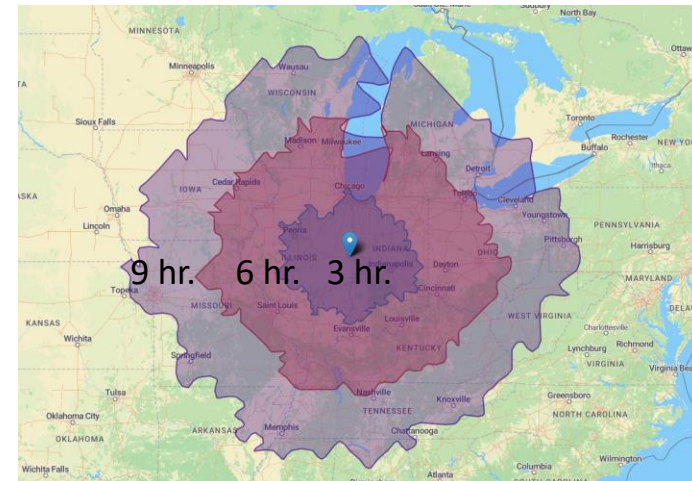 Sudbury
North Bay
MINNESOTA
Ottaw
Minneapolis
Wausau
WISCONSIN
Sioux Falls
MICHIGAN
Toronto
Rochester
NEW YO
Buffalo
Madison
Milwaukee
Lansing
Ithaca
Detroit
Chicago
Cedar Rapids
IOWA
Toledo
Cleveland
ASKA
Omaha
Youngstown
Lincoln
Peoria
PENNSYLVANIA
Pittsburgh
Harrisburg
ILLINOIS
INDIANA
OHIO
Indianapolis
Dayton
9 hr.
6 hr.
3 hr.
MARYLAND
Topeka
Cincinnati
MISSOURI
Saint Louis
DELA
KANSAS
Louisville
WEST VIRGINIA
Evansville
Charlottesville
Wichita
KENTUCKY
Lynchburg
Richmond
Springfield
VIRGINIA
Virginia Bea
Tulsa
Nashville
Knoxville
Greensboro
TENNESSEE
NORTH CAROLINA
Oklahoma City
ARKANSAS
Memphis
Chattanooga
OKLAHOMA
Wilmington
Wichita Falls
Columbia
Atlanta